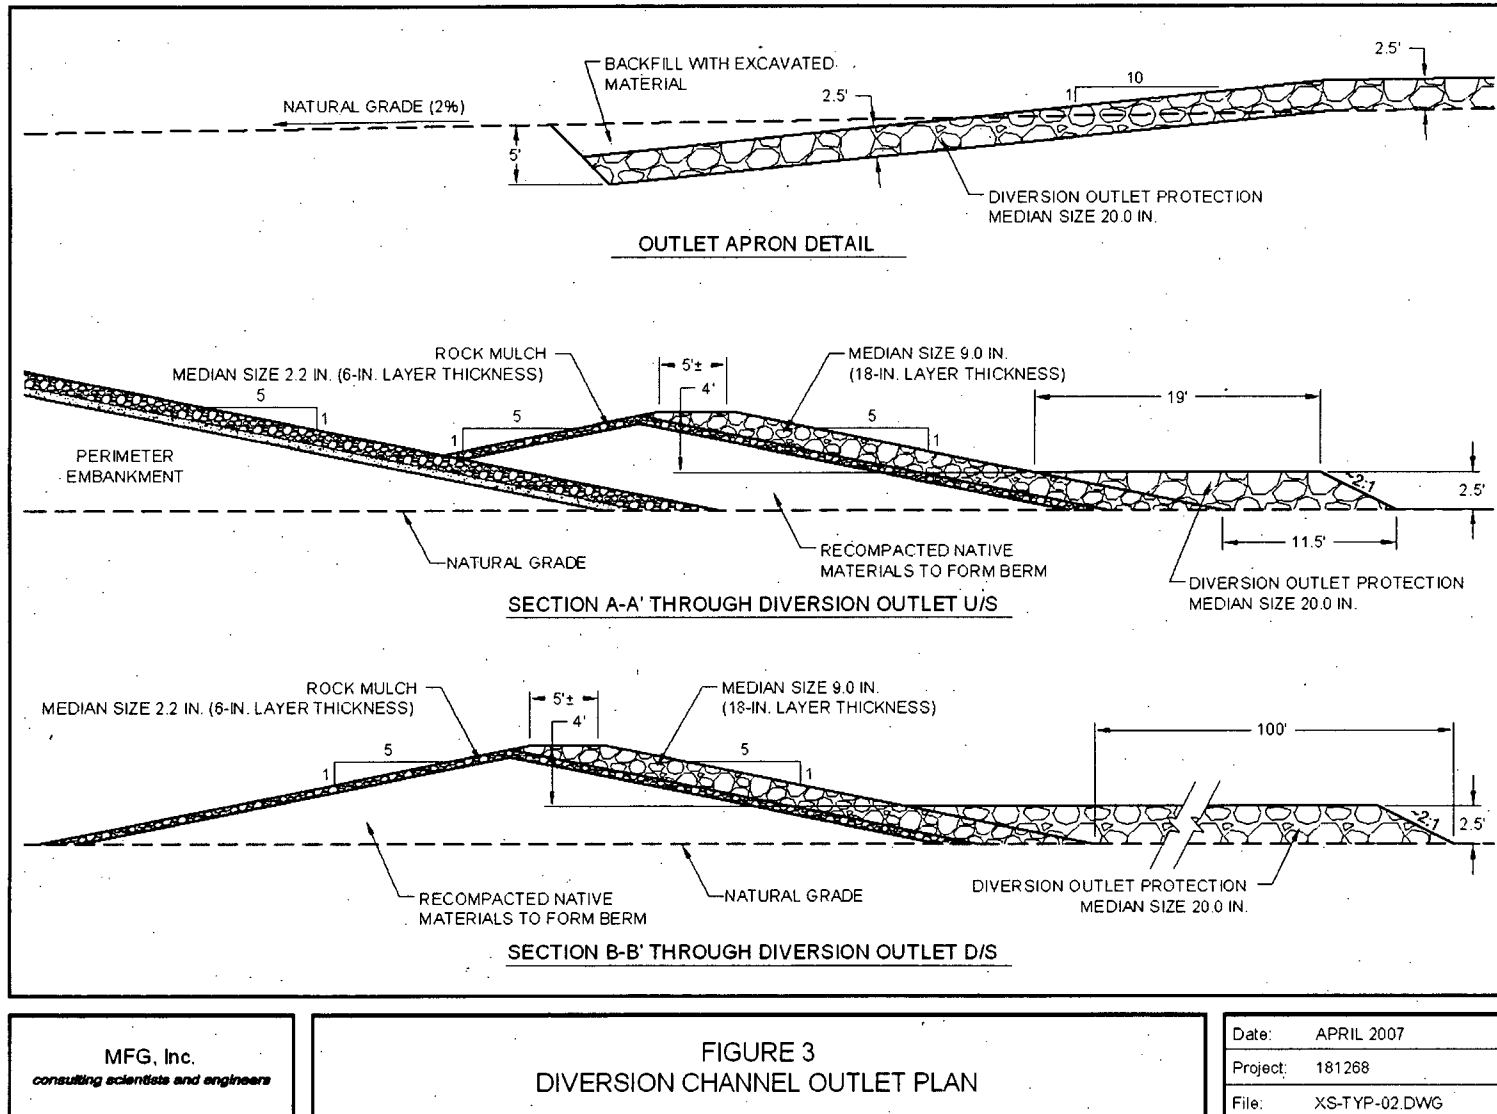 BACKFILL WITH EXCAVATED
MATERIAL
2.5'
10
1
2.5'
NATURAL GRADE (2%)
5'
DIVERSION OUTLET PROTECTION
MEDIAN SIZE 20.0 IN.
OUTLET APRON DETAIL
ROCK MULCH
MEDIAN SIZE 2.2 IN. (6-IN. LAYER THICKNESS)
5'±
4'
MEDIAN SIZE 9.0 IN.
(18-IN. LAYER THICKNESS)
19'
5
1
5
1
5
1
PERIMETER
EMBANKMENT
~2:1
2.5'
11.5'
NATURAL GRADE
RECOMPACTED NATIVE
MATERIALS TO FORM BERM
DIVERSION OUTLET PROTECTION
MEDIAN SIZE 20.0 IN.
SECTION A-A' THROUGH DIVERSION OUTLET U/S
ROCK MULCH
MEDIAN SIZE 2.2 IN. (6-IN. LAYER THICKNESS)
5'±
4'
MEDIAN SIZE 9.0 IN.
(18-IN. LAYER THICKNESS)
100'
5
1
5
1
~2:1
2.5'
RECOMPACTED NATIVE
MATERIALS TO FORM BERM
NATURAL GRADE
DIVERSION OUTLET PROTECTION
MEDIAN SIZE 20.0 IN.
SECTION B-B' THROUGH DIVERSION OUTLET D/S
MFG, Inc.
consulting scientists and engineers
FIGURE 3
DIVERSION CHANNEL OUTLET PLAN
Date: APRIL 2007
Project: 181268
File: XS-TYP-02.DWG